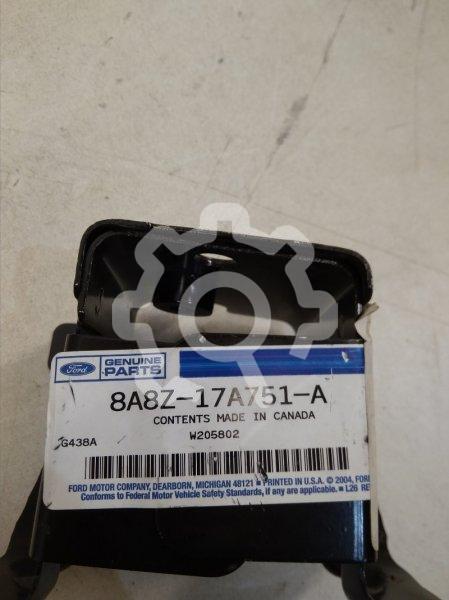 Ford
GENUINE
PARTS
8A8Z-17A751-A
CONTENTS MADE IN CANADA
G438A
W205802
FORD MOTOR COMPANY, DEARBORN, MICHIGAN 48121 ■ PRINTED IN U.S.A. © 2004, FOR
Conforms to Federal Motor Vehicle Safety Standards, if any are applicable. ■ L26 RE